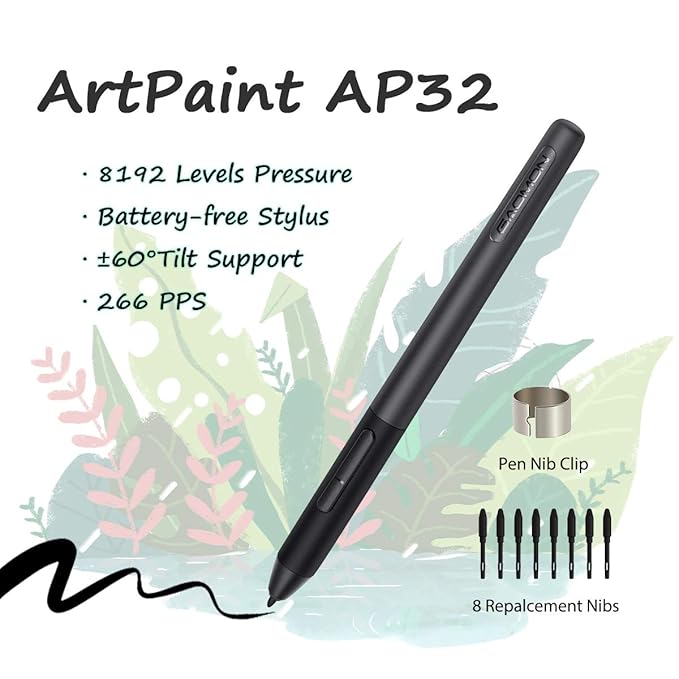 ArtPaint AP32
· 8192 Levels Pressure
· Battery-free Stylus
· ±60°Tilt Support
· 266 PPS
GAOMON
Pen Nib Clip
8 Repalcement Nibs